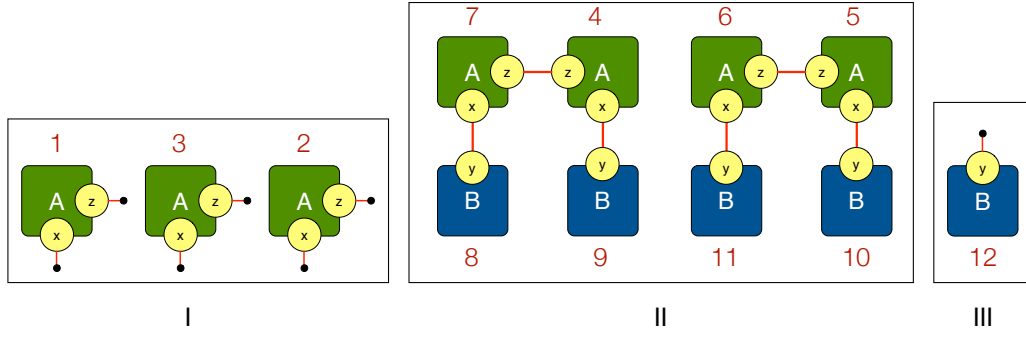 7 4 6 5
A z z A A z z A
x x x x
1 3 2
y y y y y
A z A z A z
B B B B B
x x x
8 9 11 10 12
I II III